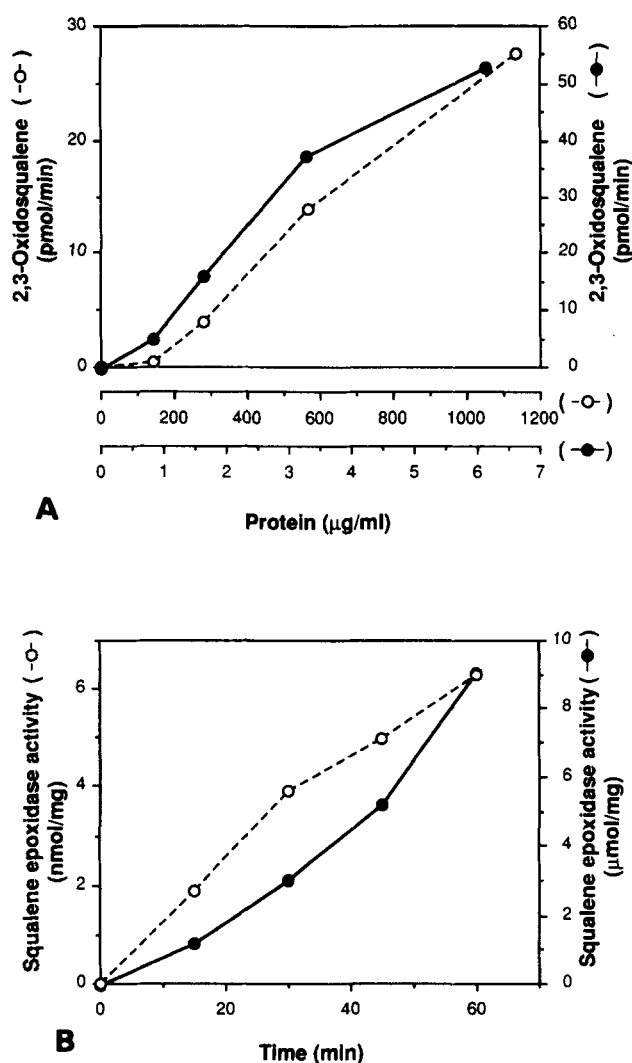 2,3-Oxidosqualene (-o-)
(pmol/min)
30
20
10
0
60
50
40
30
20
10
0
2,3-Oxidosqualene (-●-)
(pmol/min)
0 200 400 600 800 1000 1200 (-o-)
0 1 2 3 4 5 6 7 (-●-)
A
Protein (μg/ml)
Squalene epoxidase activity (-o-)
(nmol/mg)
6
4
2
0
10
8
6
4
2
0
Squalene epoxidase activity (-●-)
(μmol/mg)
0 20 40 60
B
Time (min)